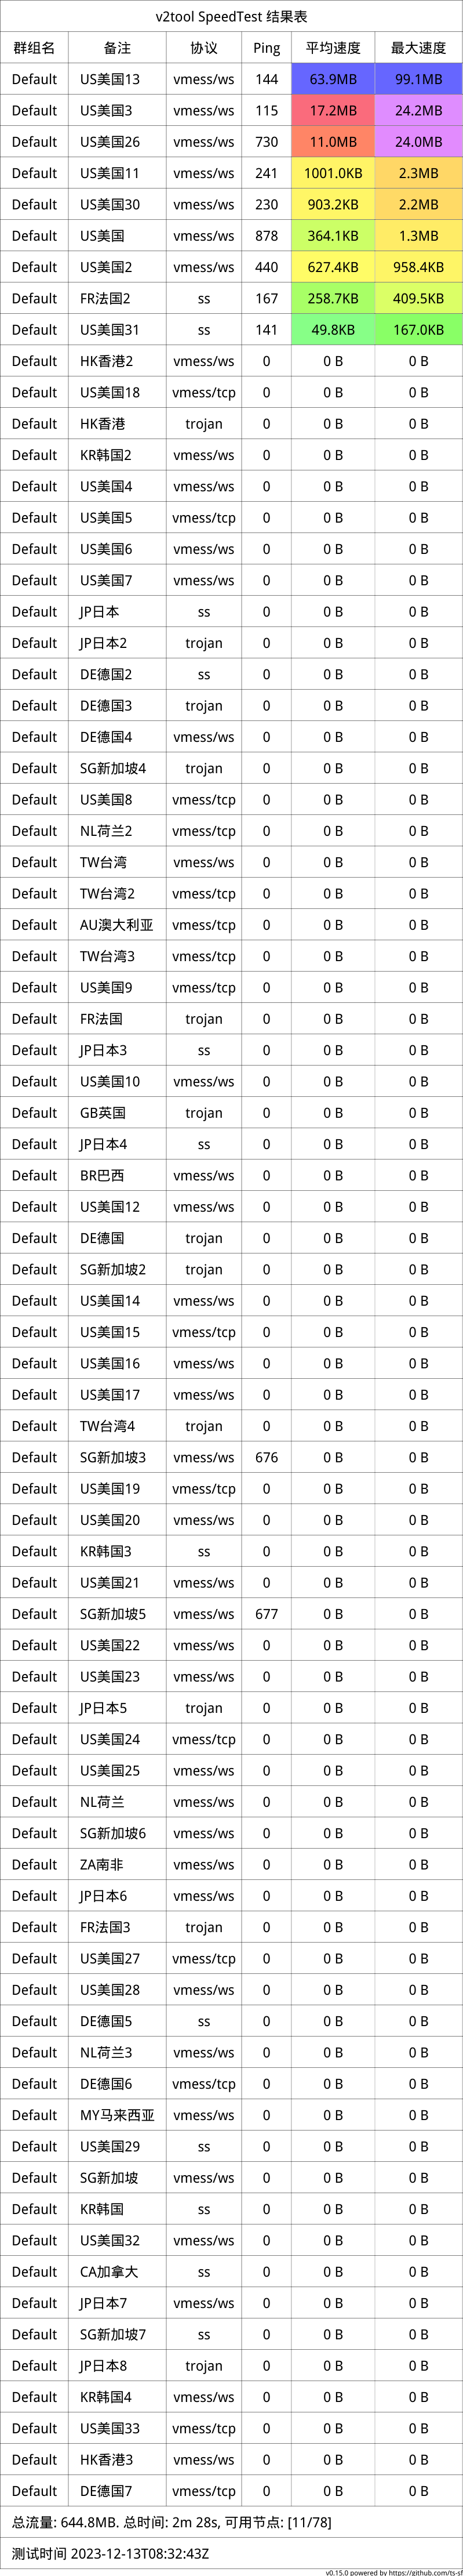 v2tool SpeedTest 结果表
群组名 备注 协议 Ping 平均速度 最大速度
Default US美国13 vmess/ws 144 63.9MB 99.1MB
Default US美国3 vmess/ws 115 17.2MB 24.2MB
Default US美国26 vmess/ws 730 11.0MB 24.0MB
Default US美国11 vmess/ws 241 1001.0KB 2.3MB
Default US美国30 vmess/ws 230 903.2KB 2.2MB
Default US美国 vmess/ws 878 364.1KB 1.3MB
Default US美国2 vmess/ws 440 627.4KB 958.4KB
Default FR法国2 ss 167 258.7KB 409.5KB
Default US美国31 ss 141 49.8KB 167.0KB
Default HK香港2 vmess/ws 0 0 B 0 B
Default US美国18 vmess/tcp 0 0 B 0 B
Default HK香港 trojan 0 0 B 0 B
Default KR韩国2 vmess/ws 0 0 B 0 B
Default US美国4 vmess/ws 0 0 B 0 B
Default US美国5 vmess/tcp 0 0 B 0 B
Default US美国6 vmess/ws 0 0 B 0 B
Default US美国7 vmess/ws 0 0 B 0 B
Default JP日本 ss 0 0 B 0 B
Default JP日本2 trojan 0 0 B 0 B
Default DE德国2 ss 0 0 B 0 B
Default DE德国3 trojan 0 0 B 0 B
Default DE德国4 vmess/ws 0 0 B 0 B
Default SG新加坡4 trojan 0 0 B 0 B
Default US美国8 vmess/tcp 0 0 B 0 B
Default NL荷兰2 vmess/tcp 0 0 B 0 B
Default TW台湾 vmess/ws 0 0 B 0 B
Default TW台湾2 vmess/tcp 0 0 B 0 B
Default AU澳大利亚 vmess/tcp 0 0 B 0 B
Default TW台湾3 vmess/tcp 0 0 B 0 B
Default US美国9 vmess/tcp 0 0 B 0 B
Default FR法国 trojan 0 0 B 0 B
Default JP日本3 ss 0 0 B 0 B
Default US美国10 vmess/ws 0 0 B 0 B
Default GB英国 trojan 0 0 B 0 B
Default JP日本4 ss 0 0 B 0 B
Default BR巴西 vmess/ws 0 0 B 0 B
Default US美国12 vmess/ws 0 0 B 0 B
Default DE德国 trojan 0 0 B 0 B
Default SG新加坡2 trojan 0 0 B 0 B
Default US美国14 vmess/ws 0 0 B 0 B
Default US美国15 vmess/tcp 0 0 B 0 B
Default US美国16 vmess/ws 0 0 B 0 B
Default US美国17 vmess/ws 0 0 B 0 B
Default TW台湾4 trojan 0 0 B 0 B
Default SG新加坡3 vmess/ws 676 0 B 0 B
Default US美国19 vmess/tcp 0 0 B 0 B
Default US美国20 vmess/ws 0 0 B 0 B
Default KR韩国3 ss 0 0 B 0 B
Default US美国21 vmess/ws 0 0 B 0 B
Default SG新加坡5 vmess/ws 677 0 B 0 B
Default US美国22 vmess/ws 0 0 B 0 B
Default US美国23 vmess/ws 0 0 B 0 B
Default JP日本5 trojan 0 0 B 0 B
Default US美国24 vmess/tcp 0 0 B 0 B
Default US美国25 vmess/ws 0 0 B 0 B
Default NL荷兰 vmess/ws 0 0 B 0 B
Default SG新加坡6 vmess/ws 0 0 B 0 B
Default ZA南非 vmess/ws 0 0 B 0 B
Default JP日本6 vmess/ws 0 0 B 0 B
Default FR法国3 trojan 0 0 B 0 B
Default US美国27 vmess/tcp 0 0 B 0 B
Default US美国28 vmess/ws 0 0 B 0 B
Default DE德国5 ss 0 0 B 0 B
Default NL荷兰3 vmess/ws 0 0 B 0 B
Default DE德国6 vmess/tcp 0 0 B 0 B
Default MY马来西亚 vmess/ws 0 0 B 0 B
Default US美国29 ss 0 0 B 0 B
Default SG新加坡 vmess/ws 0 0 B 0 B
Default KR韩国 ss 0 0 B 0 B
Default US美国32 vmess/ws 0 0 B 0 B
Default CA加拿大 ss 0 0 B 0 B
Default JP日本7 vmess/ws 0 0 B 0 B
Default SG新加坡7 ss 0 0 B 0 B
Default JP日本8 trojan 0 0 B 0 B
Default KR韩国4 vmess/ws 0 0 B 0 B
Default US美国33 vmess/tcp 0 0 B 0 B
Default HK香港3 vmess/ws 0 0 B 0 B
Default DE德国7 vmess/tcp 0 0 B 0 B
总流量: 644.8MB. 总时间: 2m 28s, 可用节点: [11/78]
测试时间 2023-12-13T08:32:43Z
v0.15.0 powered by https://github.com/ts-sf